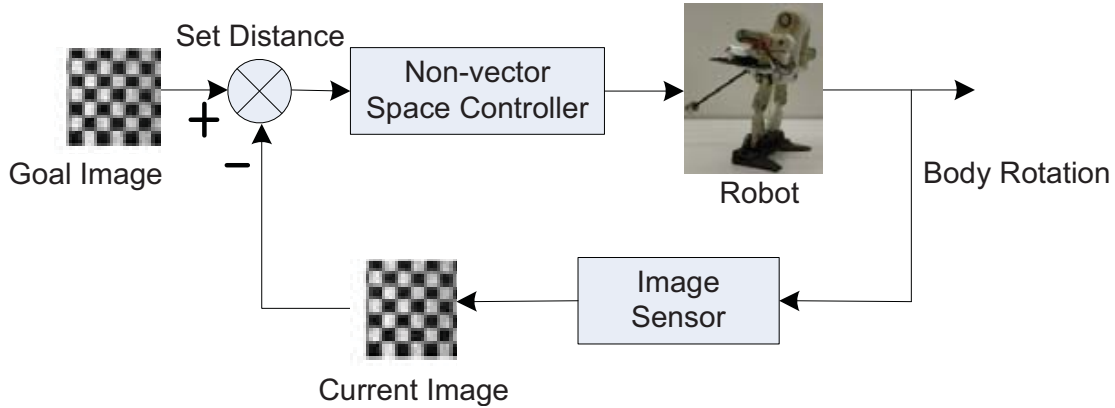 Set Distance
Non-vector
Space Controller
+
−
Goal Image
Robot
Body Rotation
Image
Sensor
Current Image